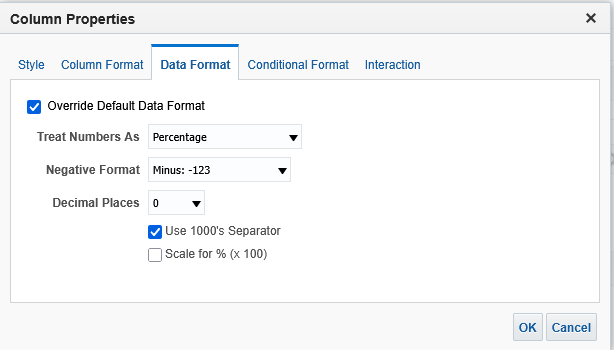 Column Properties
Style Column Format Data Format Conditional Format Interaction
Override Default Data Format
Treat Numbers As Percentage
Negative Format Minus: -123
Decimal Places 0
Use 1000's Separator
Scale for % (x 100)
OK Cancel